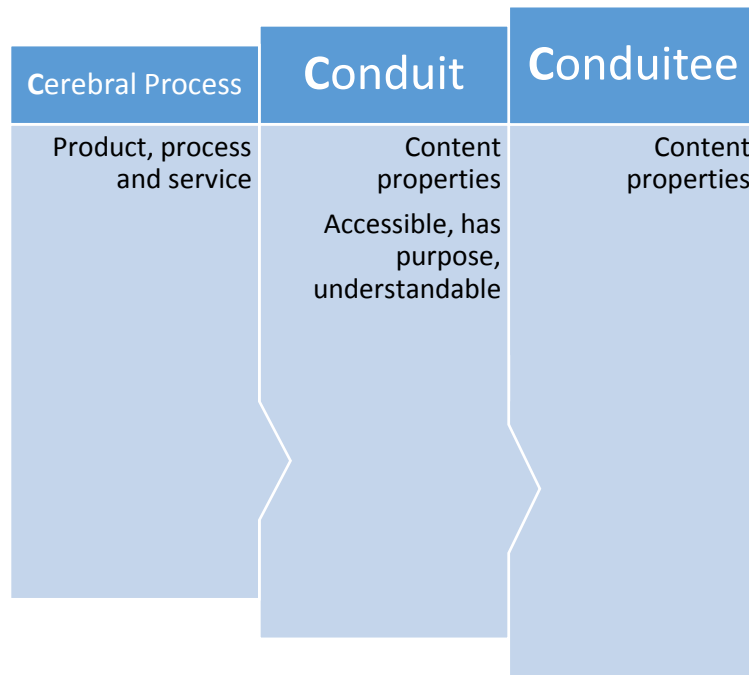 Cerebral Process
Product, process
and service
Conduit
Content
properties
Accessible, has
purpose,
understandable
Conduitee
Content
properties